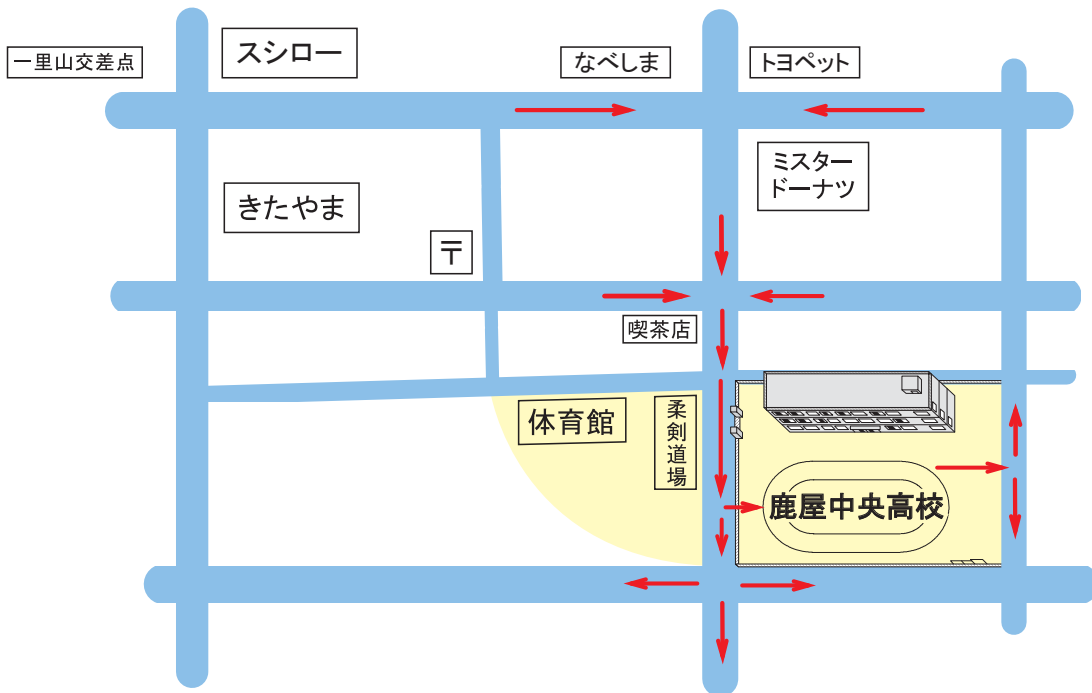 一里山交差点
スシロー
なべしま
トヨペット
ミスター
ドーナツ
きたやま
〒
喫茶店
体育館
柔剣道場
鹿屋中央高校